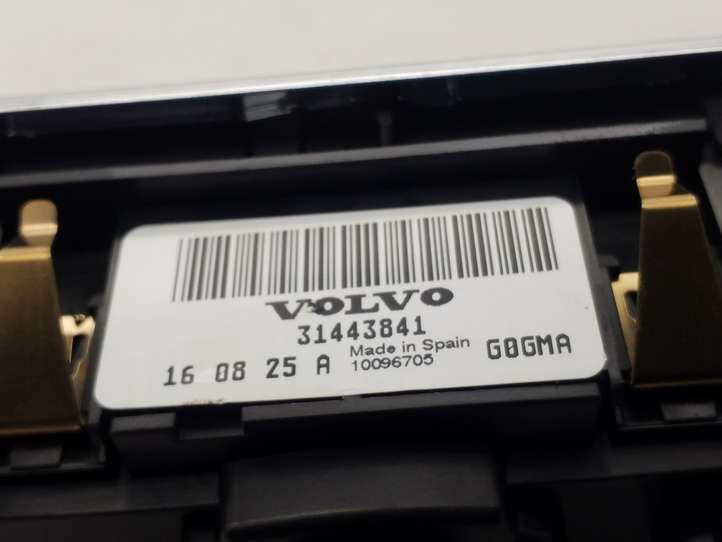 VOLVO
31443841
Made in Spain
16 08 25 A 10096705 G0GMA